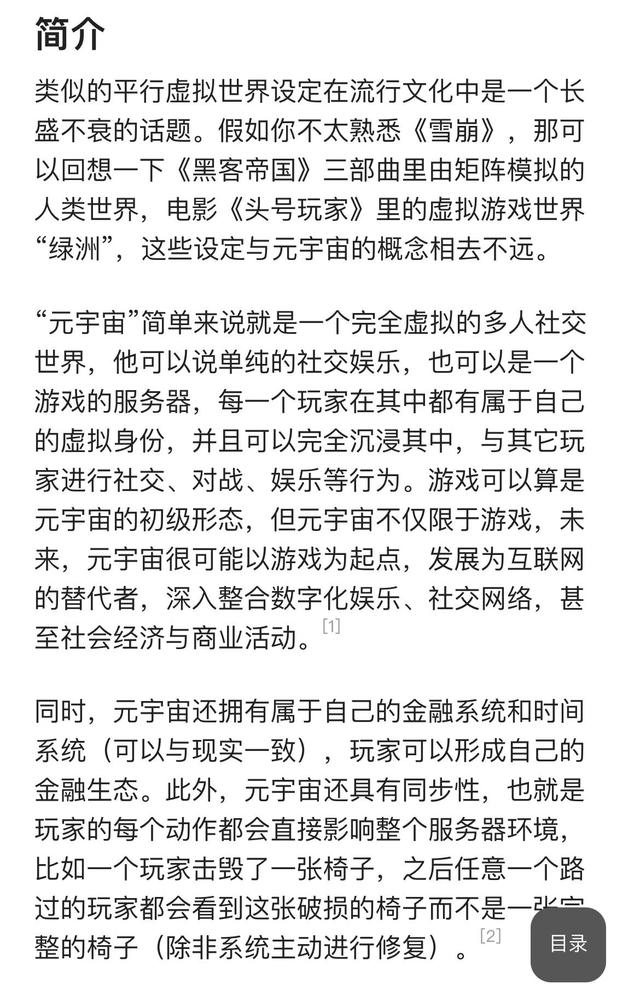 简介
类似的平行虚拟世界设定在流行文化中是一个长
盛不衰的话题。假如你不太熟悉《雪崩》，那可
以回想一下《黑客帝国》三部曲里由矩阵模拟的
人类世界，电影《头号玩家》里的虚拟游戏世界
“绿洲”，这些设定与元宇宙的概念相去不远。
“元宇宙”简单来说就是一个完全虚拟的多人社交
世界，他可以说单纯的社交娱乐，也可以是一个
游戏的服务器，每一个玩家在其中都有属于自己
的虚拟身份，并且可以完全沉浸其中，与其它玩
家进行社交、对战、娱乐等行为。游戏可以算是
元宇宙的初级形态，但元宇宙不仅限于游戏，未
来，元宇宙很可能以游戏为起点，发展为互联网
的替代者，深入整合数字化娱乐、社交网络，甚
至社会经济与商业活动。[1]
同时，元宇宙还拥有属于自己的金融系统和时间
系统（可以与现实一致），玩家可以形成自己的
金融生态。此外，元宇宙还具有同步性，也就是
玩家的每个动作都会直接影响整个服务器环境，
比如一个玩家击毁了一张椅子，之后任意一个路
过的玩家都会看到这张破损的椅子而不是一张完
整的椅子（除非系统主动进行修复）。[2]
目录